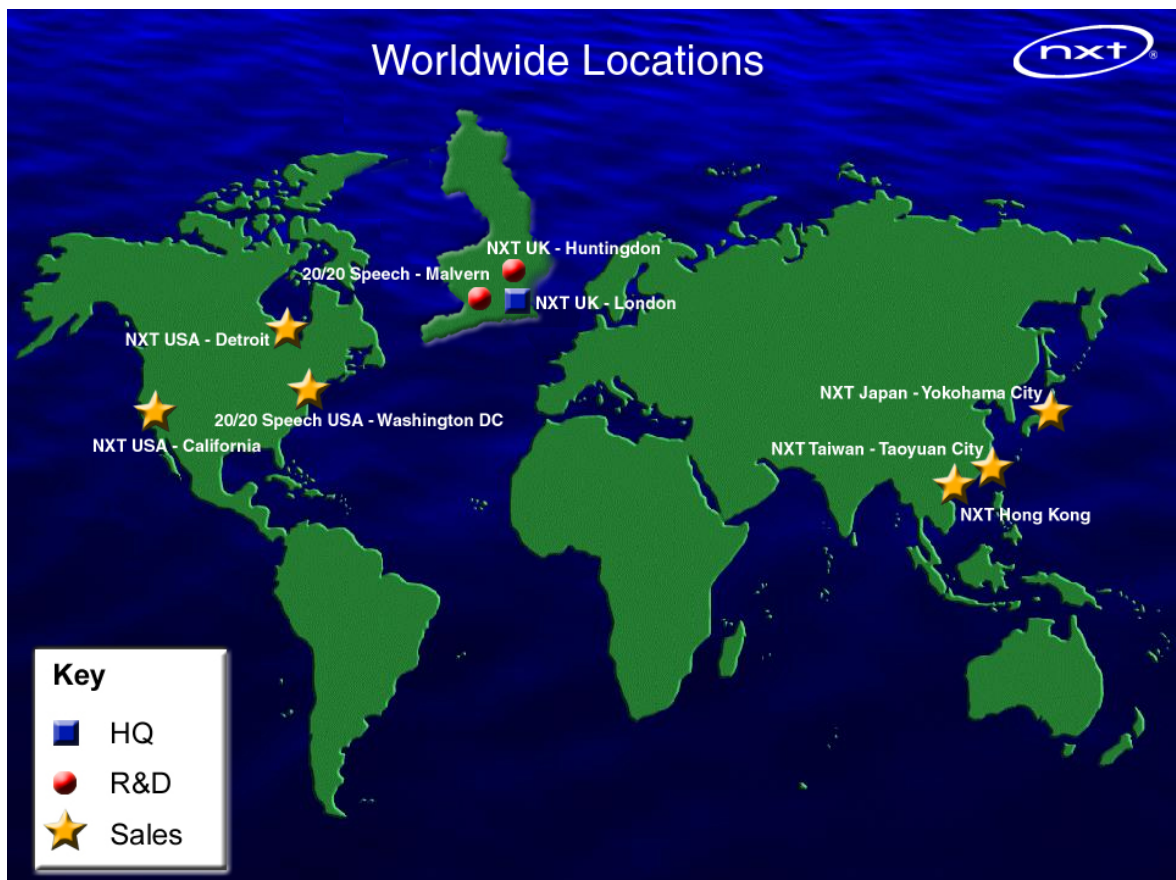 Worldwide Locations
nxt®
NXT UK - Huntingdon
20/20 Speech - Malvern
NXT UK - London
NXT USA - Detroit
20/20 Speech USA - Washington DC
NXT USA - California
NXT Japan - Yokohama City
NXT Taiwan - Taoyuan City
NXT Hong Kong
Key
HQ
R&D
Sales